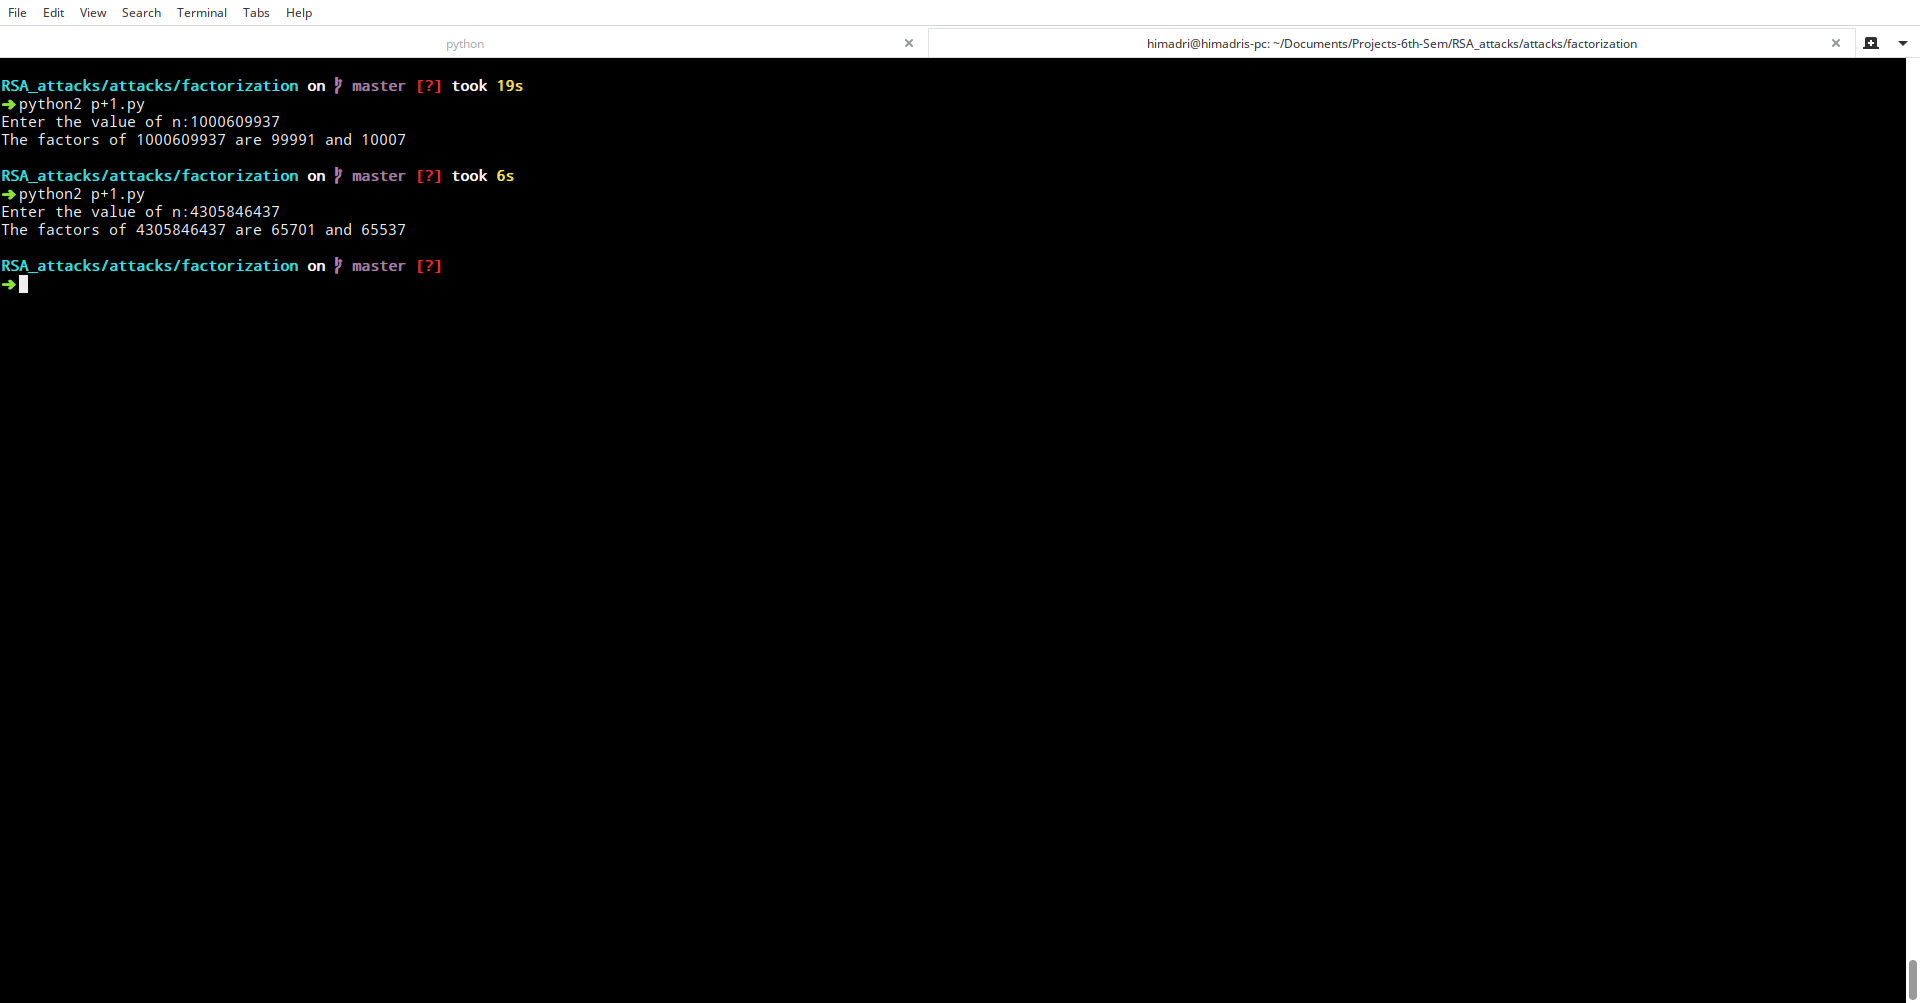 File Edit View Search Terminal Tabs Help
python
himadri@himadris-pc: ~/Documents/Projects-6th-Sem/RSA_attacks/attacks/factorization
RSA_attacks/attacks/factorization on master [?] took 19s
➜python2 p+1.py
Enter the value of n:1000609937
The factors of 1000609937 are 99991 and 10007
RSA_attacks/attacks/factorization on master [?] took 6s
➜python2 p+1.py
Enter the value of n:4305846437
The factors of 4305846437 are 65701 and 65537
RSA_attacks/attacks/factorization on master [?]
➜